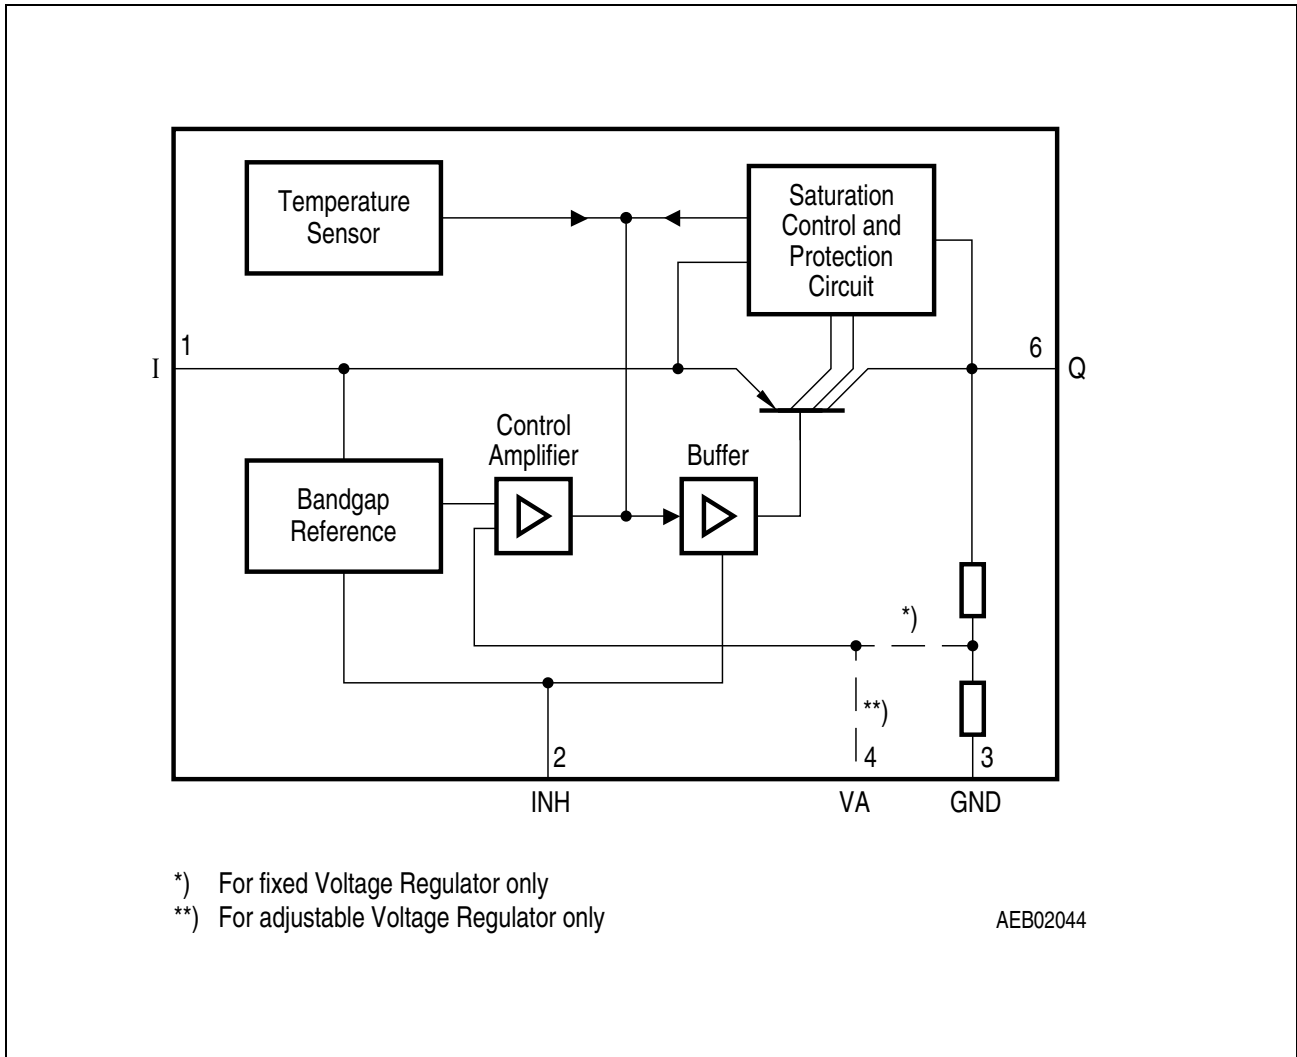 Temperature
Sensor
Saturation
Control and
Protection
Circuit
1
I
6
Q
Control
Amplifier
Buffer
Bandgap
Reference
*)
**)
2
4
3
INH
VA
GND
*) For fixed Voltage Regulator only
**) For adjustable Voltage Regulator only
AEB02044